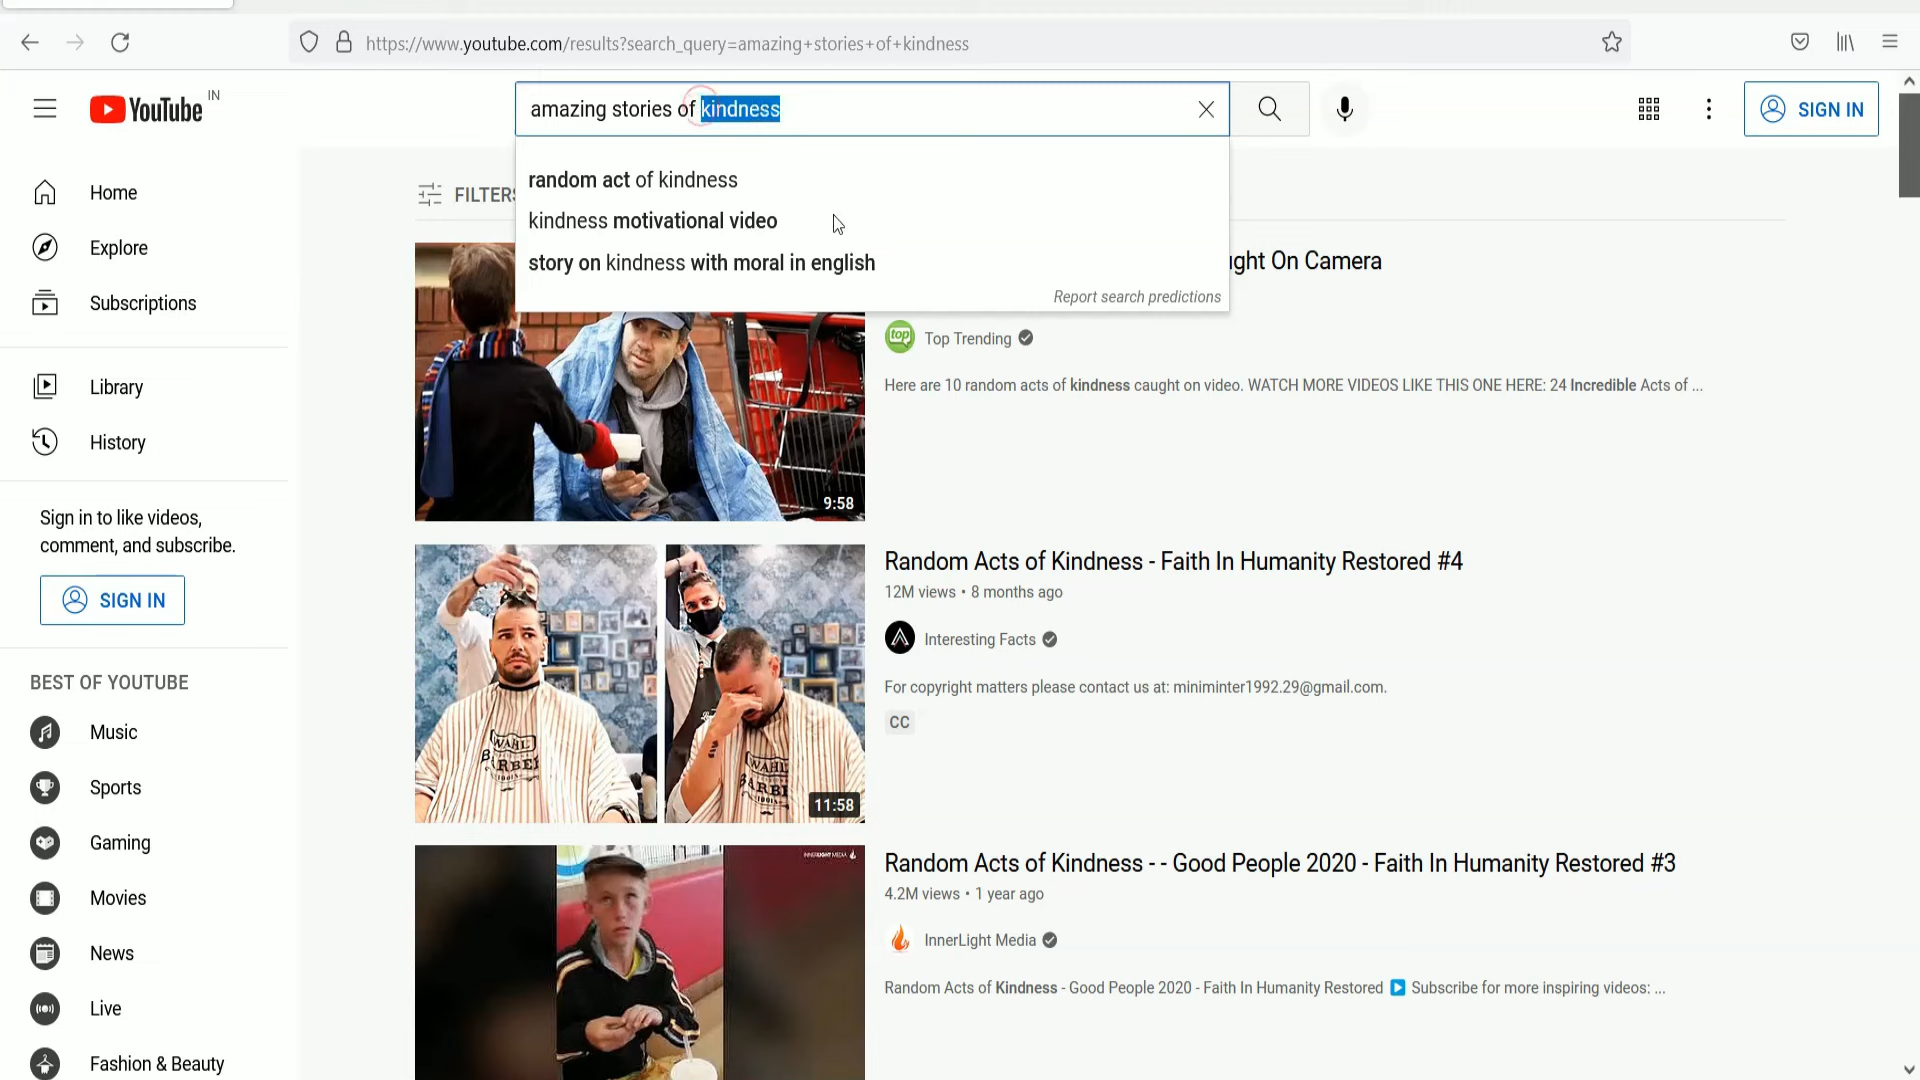 https://www.youtube.com/results?search_query=amazing+stories+of+kindness
YouTube IN
amazing stories of kindness
SIGN IN
random act of kindness
kindness motivational video
story on kindness with moral in english
Report search predictions
Home
Explore
Subscriptions
Library
History
Sign in to like videos,
comment, and subscribe.
SIGN IN
BEST OF YOUTUBE
Music
Sports
Gaming
Movies
News
Live
Fashion & Beauty
FILTERS
ght On Camera
top
Top Trending
Here are 10 random acts of kindness caught on video. WATCH MORE VIDEOS LIKE THIS ONE HERE: 24 Incredible Acts of ...
9:58
Random Acts of Kindness - Faith In Humanity Restored #4
12M views • 8 months ago
Interesting Facts
For copyright matters please contact us at: miniminter1992.29@gmail.com.
CC
WAHL
BARBER
WAHL
BARBER
11:58
Random Acts of Kindness - - Good People 2020 - Faith In Humanity Restored #3
4.2M views • 1 year ago
InnerLight Media
Random Acts of Kindness - Good People 2020 - Faith In Humanity Restored ▶ Subscribe for more inspiring videos: ...
INNERLIGHT MEDIA